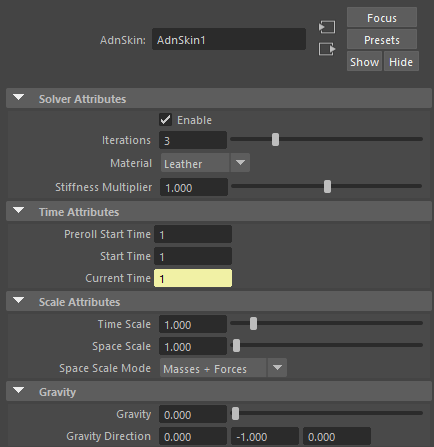 Focus
AdnSkin: AdnSkin1
Presets
Show Hide
Solver Attributes
Enable
Iterations 3
Material Leather
Stiffness Multiplier 1.000
Time Attributes
Preroll Start Time 1
Start Time 1
Current Time 1
Scale Attributes
Time Scale 1.000
Space Scale 1.000
Space Scale Mode Masses + Forces
Gravity
Gravity 0.000
Gravity Direction 0.000 -1.000 0.000